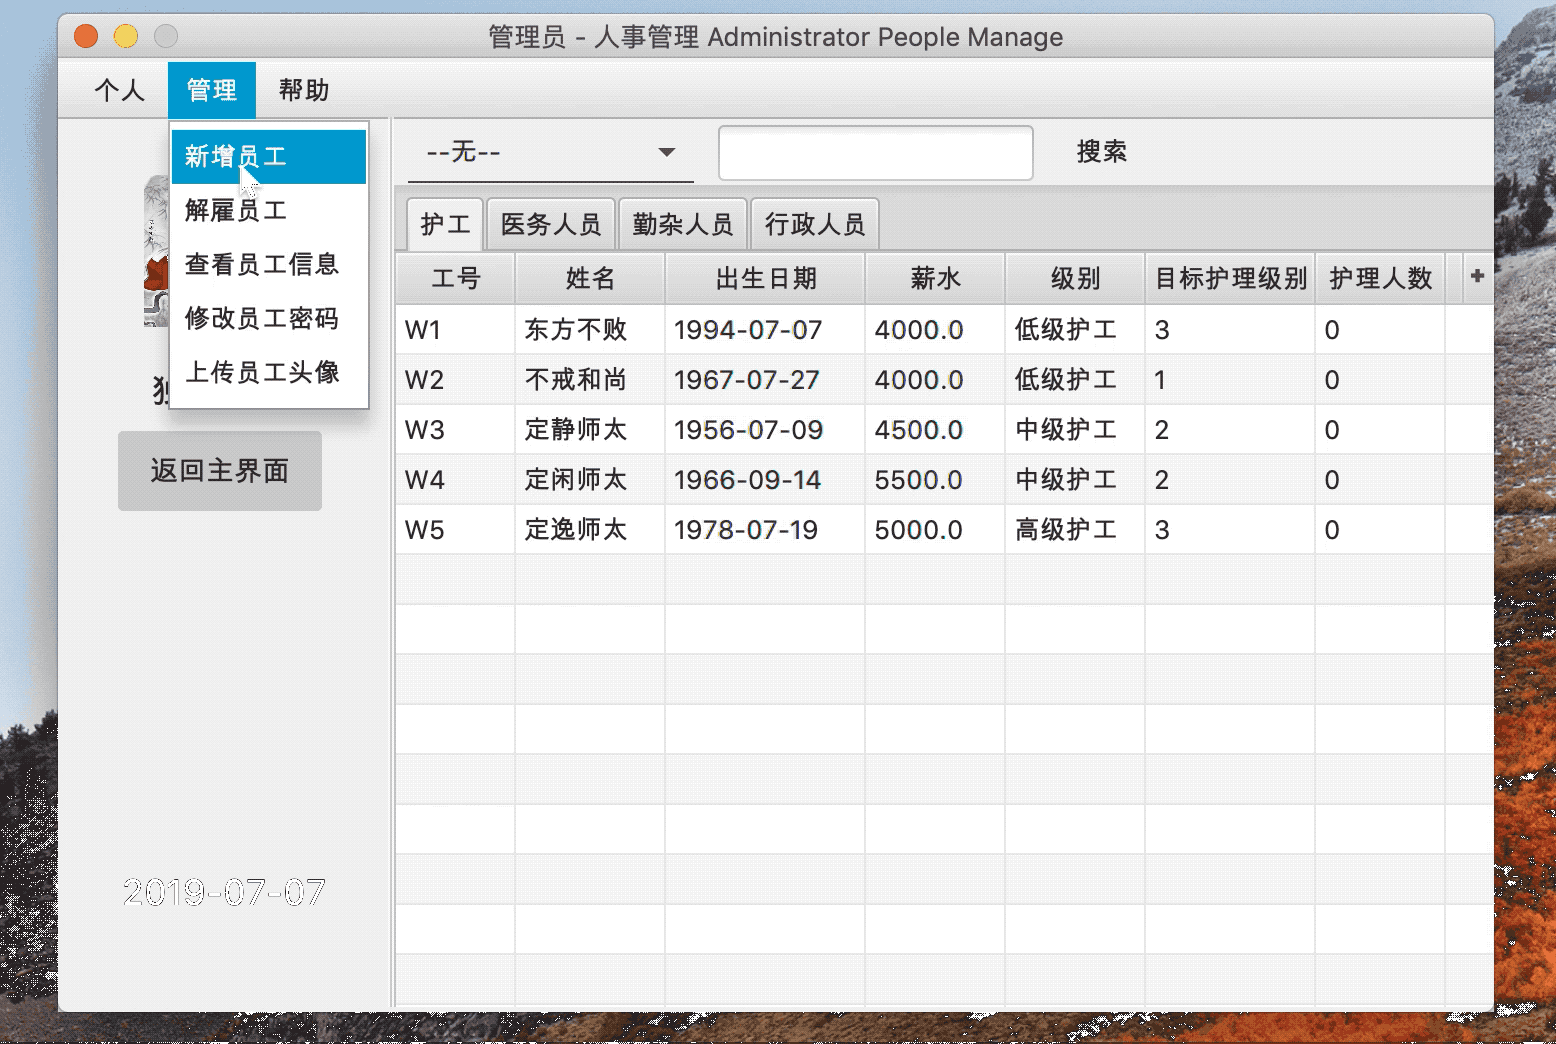 管理员 - 人事管理 Administrator People Manage
个人 管理 帮助
新增员工
解雇员工
查看员工信息
修改员工密码
上传员工头像
返回主界面
2019-07-07
--无-- 搜索
护工 医务人员 勤杂人员 行政人员
工号 姓名 出生日期 薪水 级别 目标护理级别 护理人数 +
W1 东方不败 1994-07-07 4000.0 低级护工 3 0
W2 不戒和尚 1967-07-27 4000.0 低级护工 1 0
W3 定静师太 1956-07-09 4500.0 中级护工 2 0
W4 定闲师太 1966-09-14 5500.0 中级护工 2 0
W5 定逸师太 1978-07-19 5000.0 高级护工 3 0